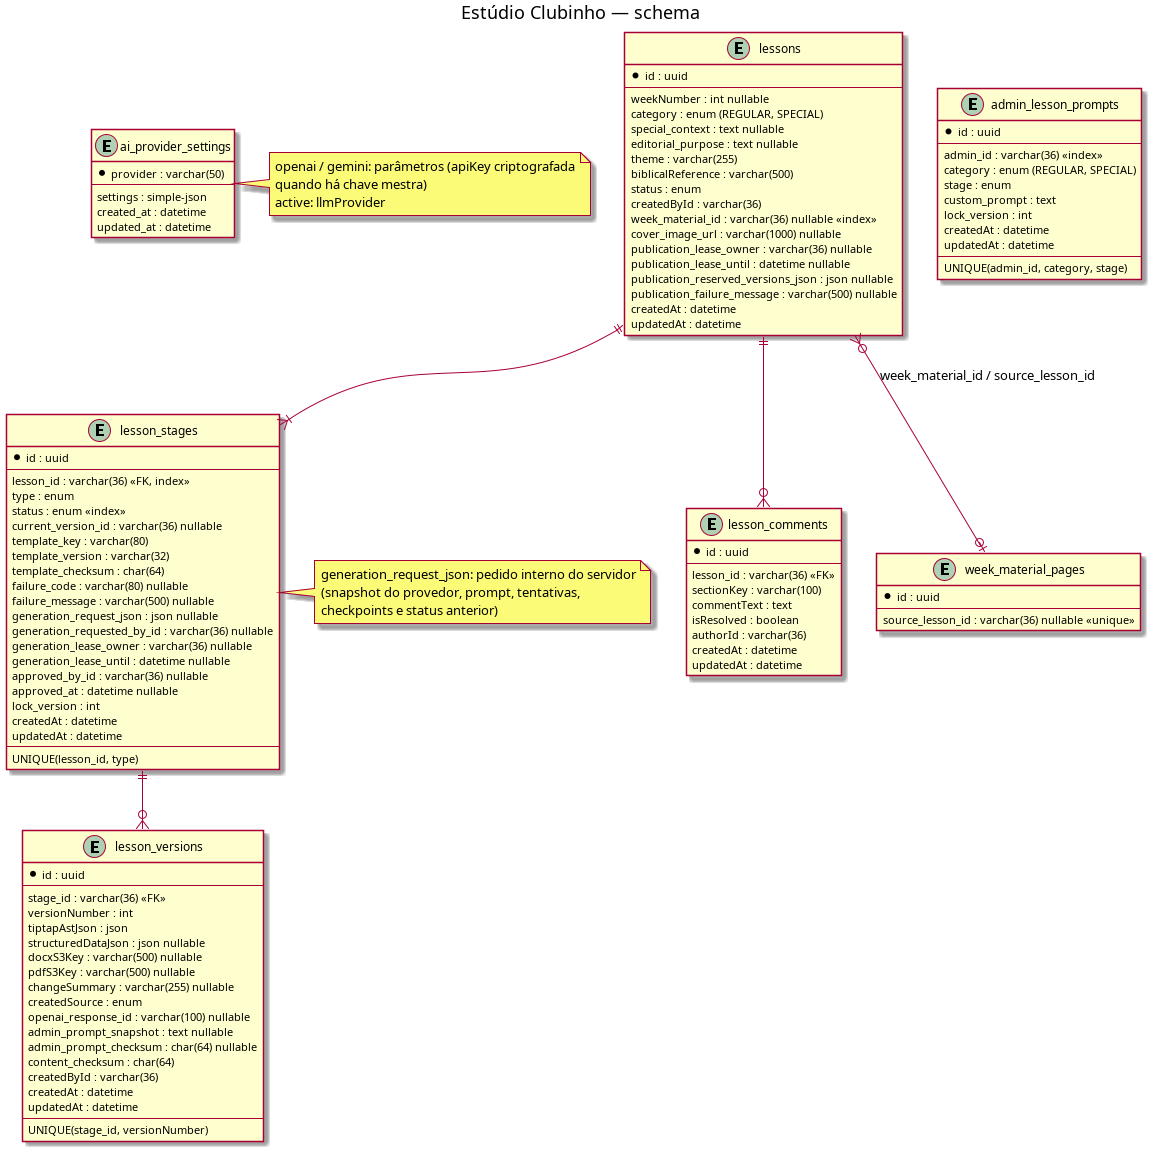 Estúdio Clubinho — schema
E lessons
id : uuid
weekNumber : int nullable
category : enum (REGULAR, SPECIAL)
special_context : text nullable
editorial_purpose : text nullable
theme : varchar(255)
biblicalReference : varchar(500)
status : enum
createdById : varchar(36)
week_material_id : varchar(36) nullable «index»
cover_image_url : varchar(1000) nullable
publication_lease_owner : varchar(36) nullable
publication_lease_until : datetime nullable
publication_reserved_versions_json : json nullable
publication_failure_message : varchar(500) nullable
createdAt : datetime
updatedAt : datetime
E admin_lesson_prompts
id : uuid
admin_id : varchar(36) «index»
category : enum (REGULAR, SPECIAL)
stage : enum
custom_prompt : text
lock_version : int
createdAt : datetime
updatedAt : datetime
UNIQUE(admin_id, category, stage)
E ai_provider_settings
provider : varchar(50)
settings : simple-json
created_at : datetime
updated_at : datetime
openai / gemini: parâmetros (apiKey criptografada
quando há chave mestra)
active: llmProvider
week_material_id / source_lesson_id
E lesson_stages
id : uuid
lesson_id : varchar(36) «FK, index»
type : enum
status : enum «index»
current_version_id : varchar(36) nullable
template_key : varchar(80)
template_version : varchar(32)
template_checksum : char(64)
failure_code : varchar(80) nullable
failure_message : varchar(500) nullable
generation_request_json : json nullable
generation_requested_by_id : varchar(36) nullable
generation_lease_owner : varchar(36) nullable
generation_lease_until : datetime nullable
approved_by_id : varchar(36) nullable
approved_at : datetime nullable
lock_version : int
createdAt : datetime
updatedAt : datetime
UNIQUE(lesson_id, type)
generation_request_json: pedido interno do servidor
(snapshot do provedor, prompt, tentativas,
checkpoints e status anterior)
E lesson_comments
id : uuid
lesson_id : varchar(36) «FK»
sectionKey : varchar(100)
commentText : text
isResolved : boolean
authorId : varchar(36)
createdAt : datetime
updatedAt : datetime
E week_material_pages
id : uuid
source_lesson_id : varchar(36) nullable «unique»
E lesson_versions
id : uuid
stage_id : varchar(36) «FK»
versionNumber : int
tiptapAstJson : json
structuredDataJson : json nullable
docxS3Key : varchar(500) nullable
pdfS3Key : varchar(500) nullable
changeSummary : varchar(255) nullable
createdSource : enum
openai_response_id : varchar(100) nullable
admin_prompt_snapshot : text nullable
admin_prompt_checksum : char(64) nullable
content_checksum : char(64)
createdById : varchar(36)
createdAt : datetime
updatedAt : datetime
UNIQUE(stage_id, versionNumber)